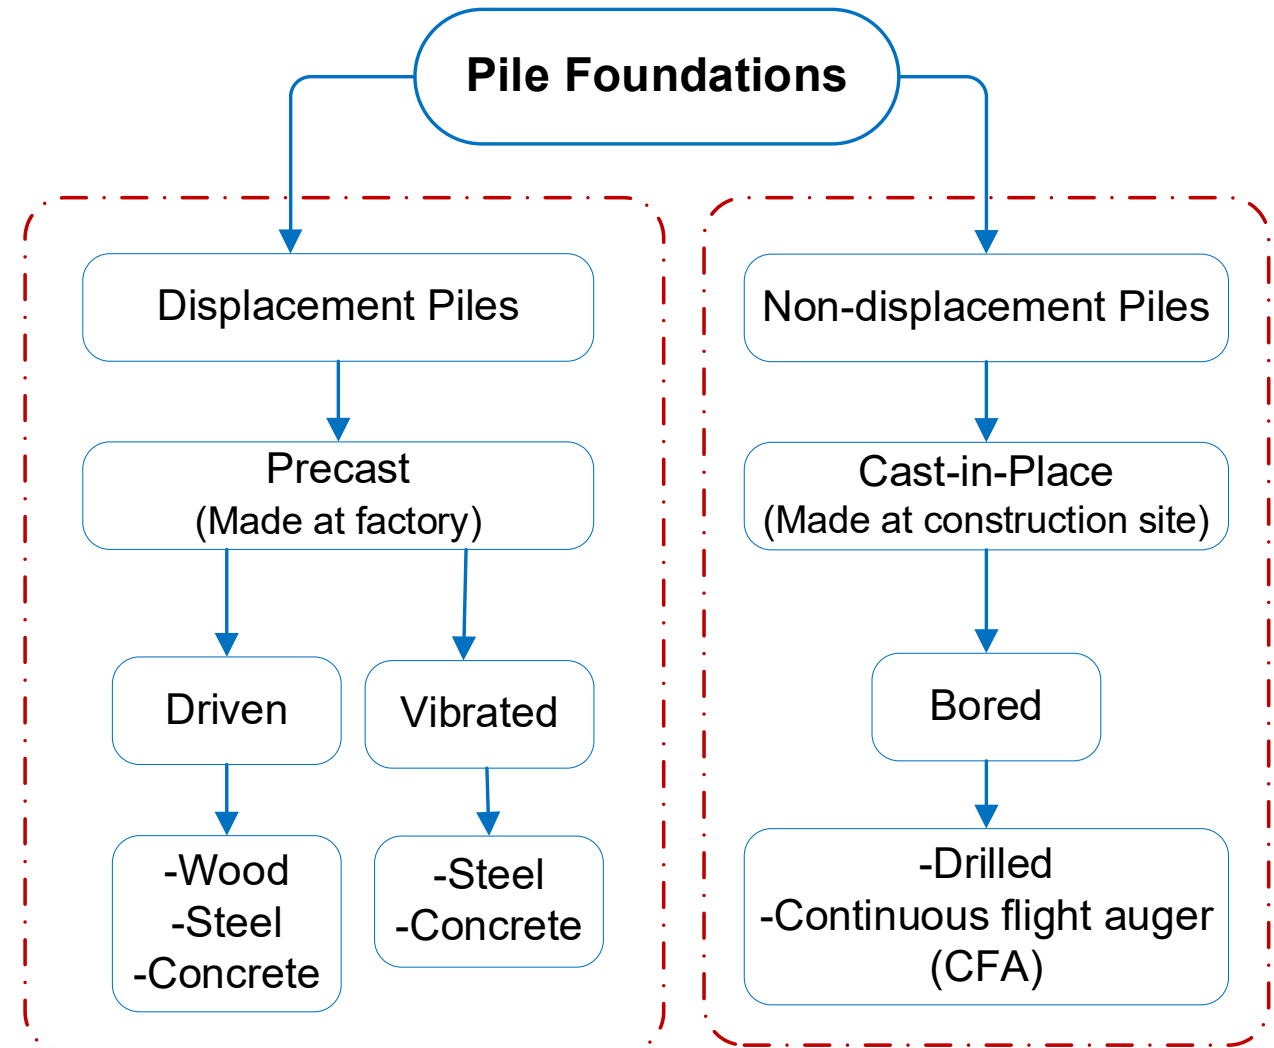 Pile Foundations
Displacement Piles
Precast
(Made at factory)
Driven
Vibrated
-Wood
-Steel
-Concrete
-Steel
-Concrete
Non-displacement Piles
Cast-in-Place
(Made at construction site)
Bored
-Drilled
-Continuous flight auger
(CFA)